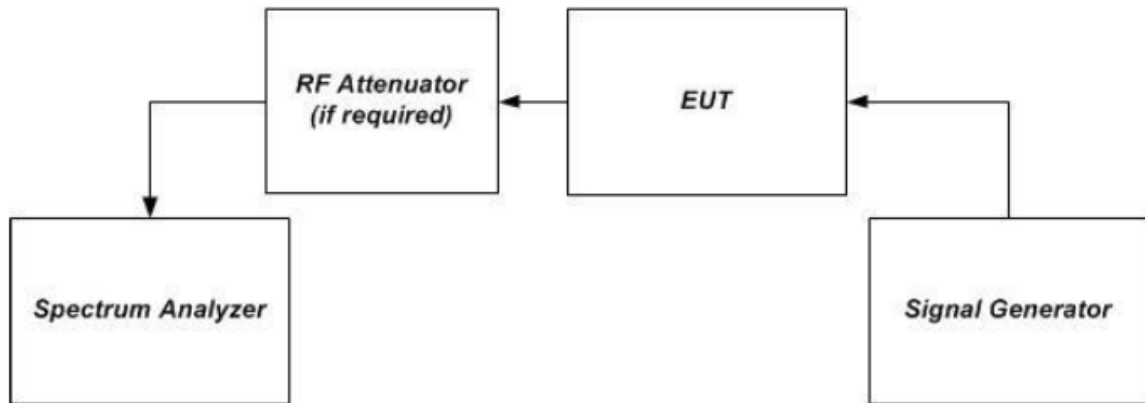 RF Attenuator
(if required)
EUT
Spectrum Analyzer
Signal Generator